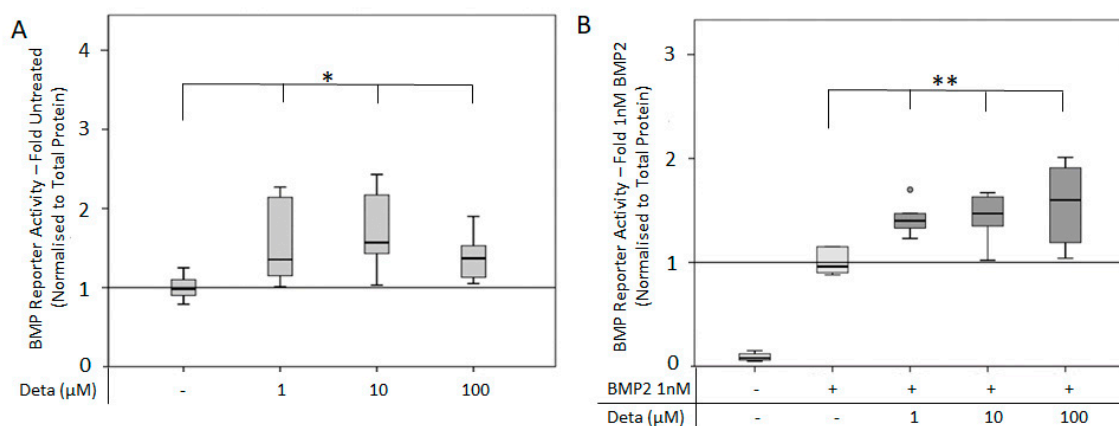 A
BMP Reporter Activity – Fold Untreated
(Normalised to Total Protein)
4
3
2
1
0
*
Deta (µM) - 1 10 100
B
BMP Reporter Activity – Fold 1nM BMP2
(Normalised to Total Protein)
3
2
1
0
**
BMP2 1nM - + + + +
Deta (µM) - - 1 10 100